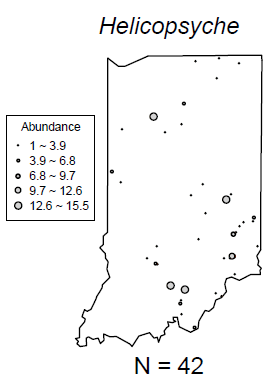 Helicopsyche
Abundance
1 ~ 3.9
3.9 ~ 6.8
6.8 ~ 9.7
9.7 ~ 12.6
12.6 ~ 15.5
N = 42